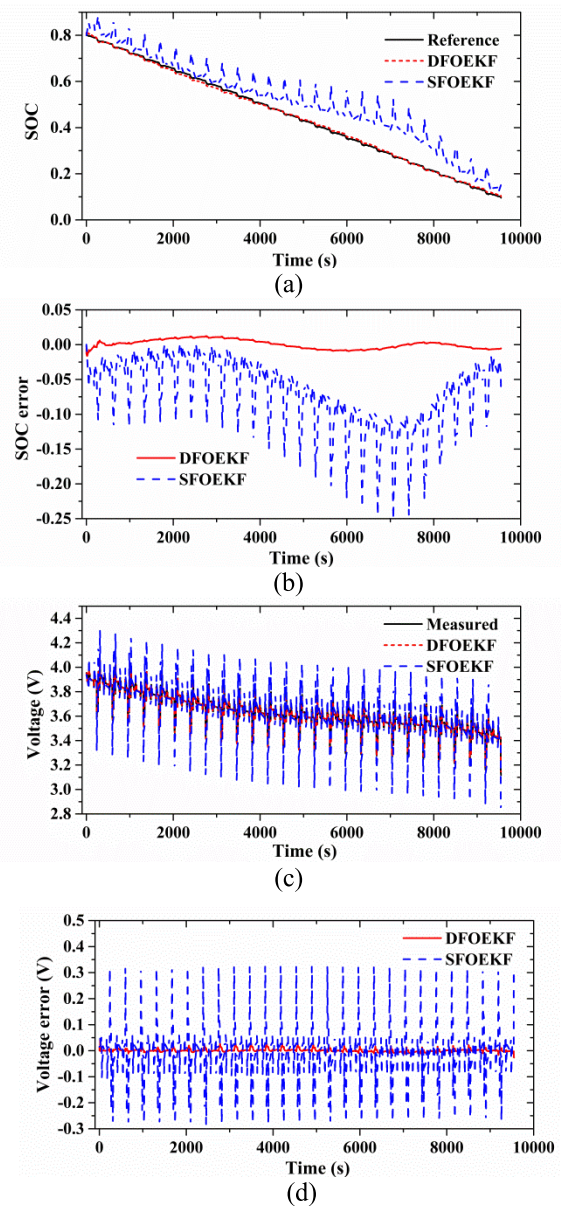 0.8
0.6
0.4
0.2
0.0
SOC
Reference
DFOEKF
SFOEKF
0 2000 4000 6000 8000 10000
Time (s)
(a)
0.05
0.00
-0.05
-0.10
-0.15
-0.20
-0.25
SOC error
DFOEKF
SFOEKF
0 2000 4000 6000 8000 10000
Time (s)
(b)
4.4
4.2
4.0
3.8
3.6
3.4
3.2
3.0
2.8
Voltage (V)
Measured
DFOEKF
SFOEKF
0 2000 4000 6000 8000 10000
Time (s)
(c)
0.5
0.4
0.3
0.2
0.1
0.0
-0.1
-0.2
-0.3
Voltage error (V)
DFOEKF
SFOEKF
0 2000 4000 6000 8000 10000
Time (s)
(d)